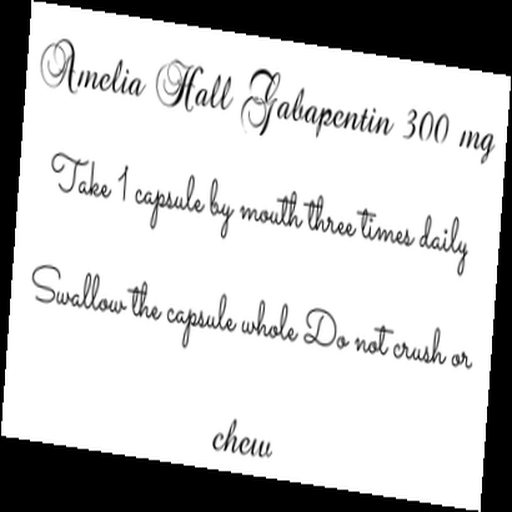 Amelia Hall Gabapentin 300 mg
Take 1 capsule by mouth three times daily
Swallow the capsule whole Do not crush or
chew